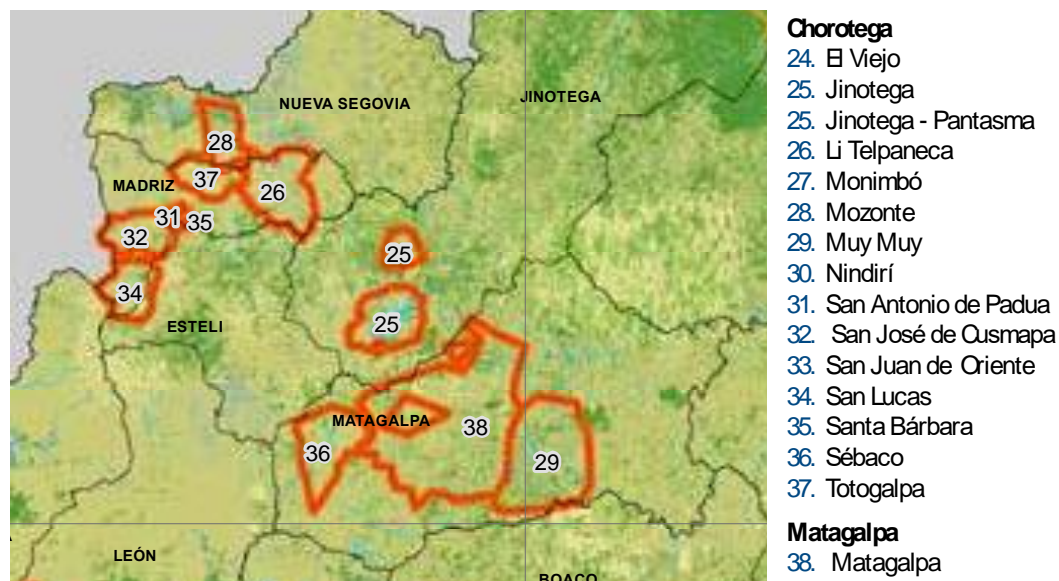 NUEVA SEGOVIA
JINOTEGA
28
MADRIZ
37
26
31
35
32
25
34
25
ESTELI
MATAGALPA
38
36
29
LEÓN
BOACO
Chorotega
24. El Viejo
25. Jinotega
25. Jinotega - Pantasma
26. Li Telpaneca
27. Monimbó
28. Mozonte
29. Muy Muy
30. Nindirí
31. San Antonio de Padua
32. San José de Cusmapa
33. San Juan de Oriente
34. San Lucas
35. Santa Bárbara
36. Sébaco
37. Totogalpa
Matagalpa
38. Matagalpa